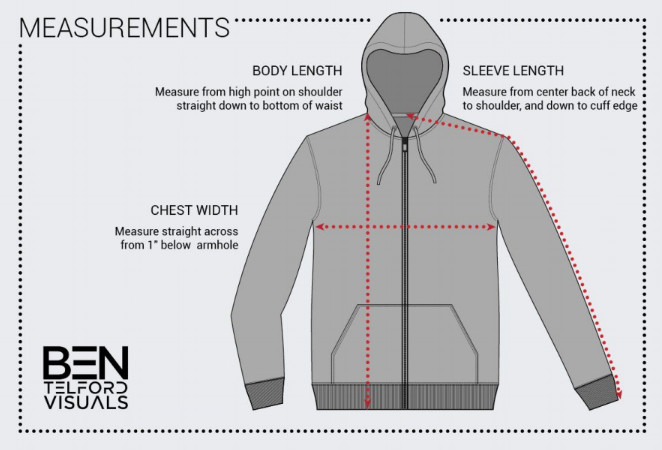 MEASUREMENTS
BODY LENGTH
Measure from high point on shoulder
straight down to bottom of waist
SLEEVE LENGTH
Measure from center back of neck
to shoulder, and down to cuff edge
CHEST WIDTH
Measure straight across
from 1" below armhole
BEN
TELFORD
VISUALS